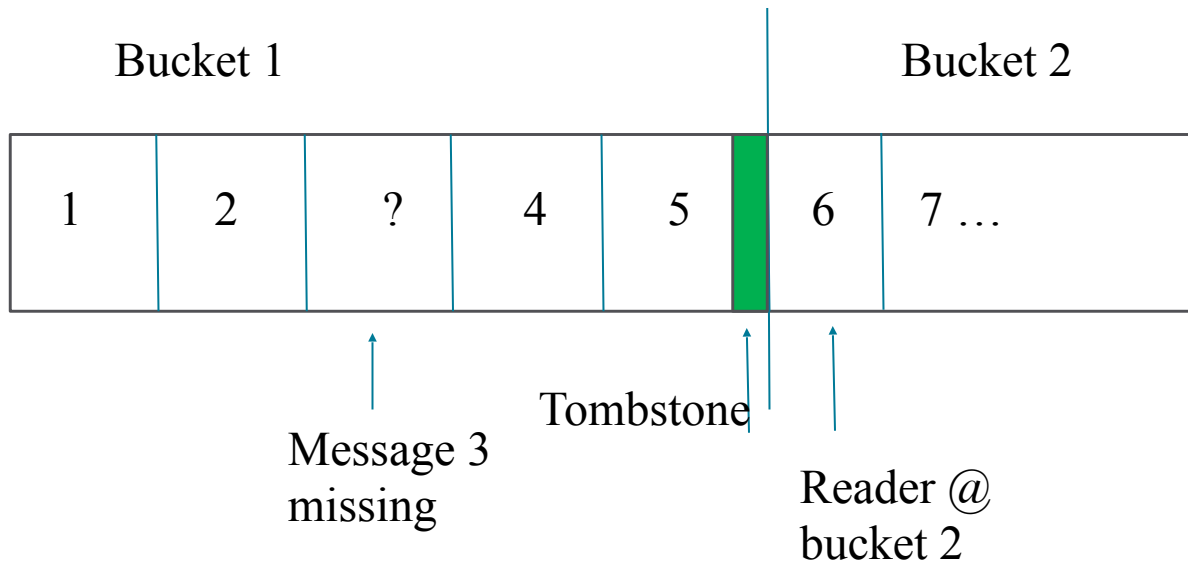 Bucket 1
Bucket 2
1
2
?
4
5
6
7 …
Message 3
missing
Tombstone
Reader @
bucket 2